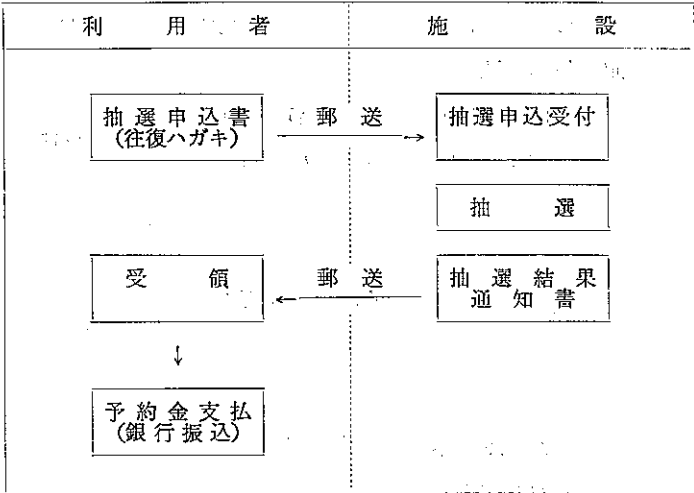 利用者 施設
抽選申込書 郵送 抽選申込受付
(往復ハガキ)
抽選
受領 郵送 抽選結果
通知書
↓
予約金支払
(銀行振込)